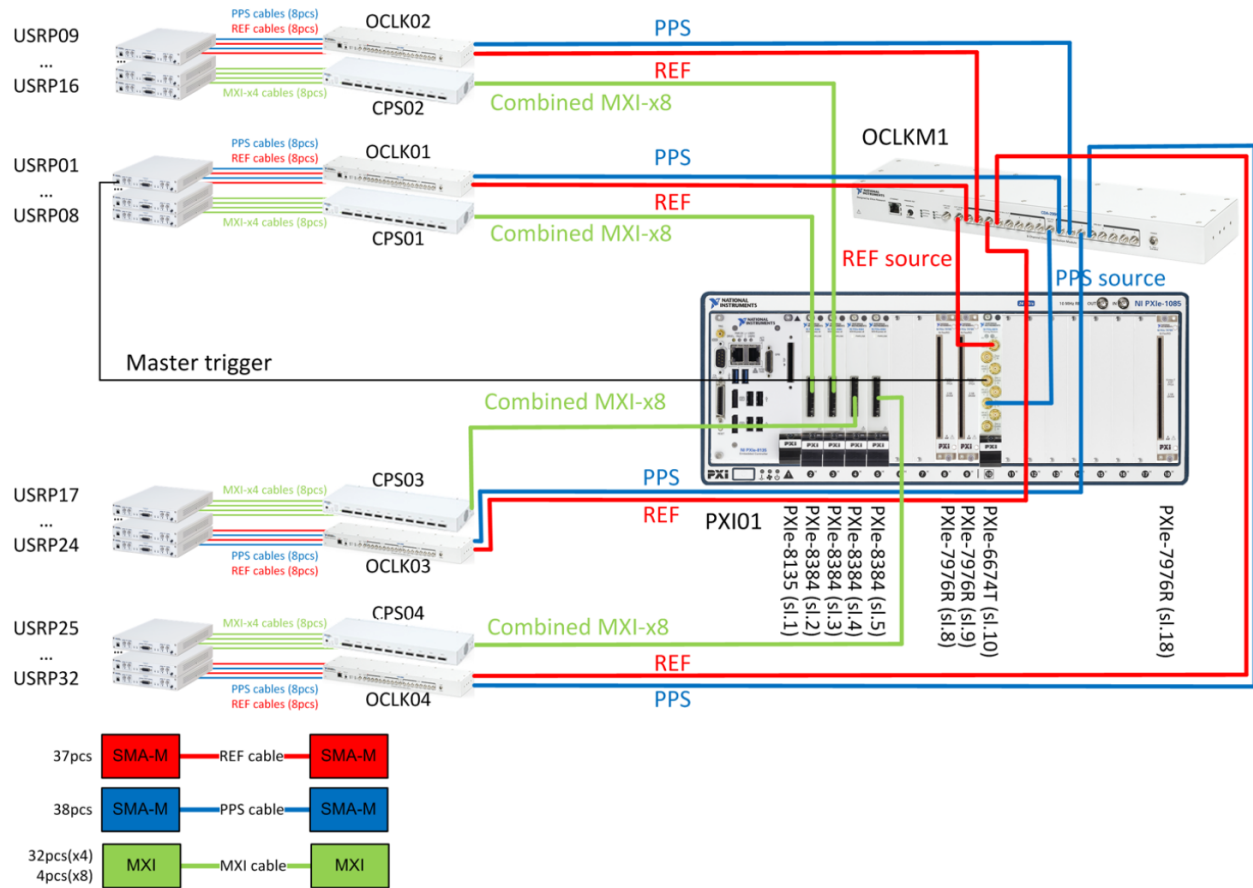 USRP09
...
USRP16
PPS cables (8pcs)
REF cables (8pcs)
MXI-x4 cables (8pcs)
OCLK02
CPS02
PPS
REF
Combined MXI-x8
USRP01
...
USRP08
PPS cables (8pcs)
REF cables (8pcs)
MXI-x4 cables (8pcs)
OCLK01
CPS01
PPS
REF
Combined MXI-x8
OCLKM1
REF source
PPS source
NATIONAL INSTRUMENTS
NI PXIe-1085
Master trigger
Combined MXI-x8
PXI
PXI01
PXIe-8135 (sl.1)
PXIe-8384 (sl.2)
PXIe-8384 (sl.3)
PXIe-8384 (sl.4)
PXIe-8384 (sl.5)
PXIe-7976R (sl.8)
PXIe-7976R (sl.9)
PXIe-6674T (sl.10)
PXIe-7976R (sl.18)
USRP17
...
USRP24
MXI-x4 cables (8pcs)
PPS cables (8pcs)
REF cables (8pcs)
CPS03
OCLK03
PPS
REF
USRP25
...
USRP32
MXI-x4 cables (8pcs)
PPS cables (8pcs)
REF cables (8pcs)
CPS04
OCLK04
Combined MXI-x8
REF
PPS
37pcs
SMA-M
REF cable
SMA-M
38pcs
SMA-M
PPS cable
SMA-M
32pcs(x4)
4pcs(x8)
MXI
MXI cable
MXI